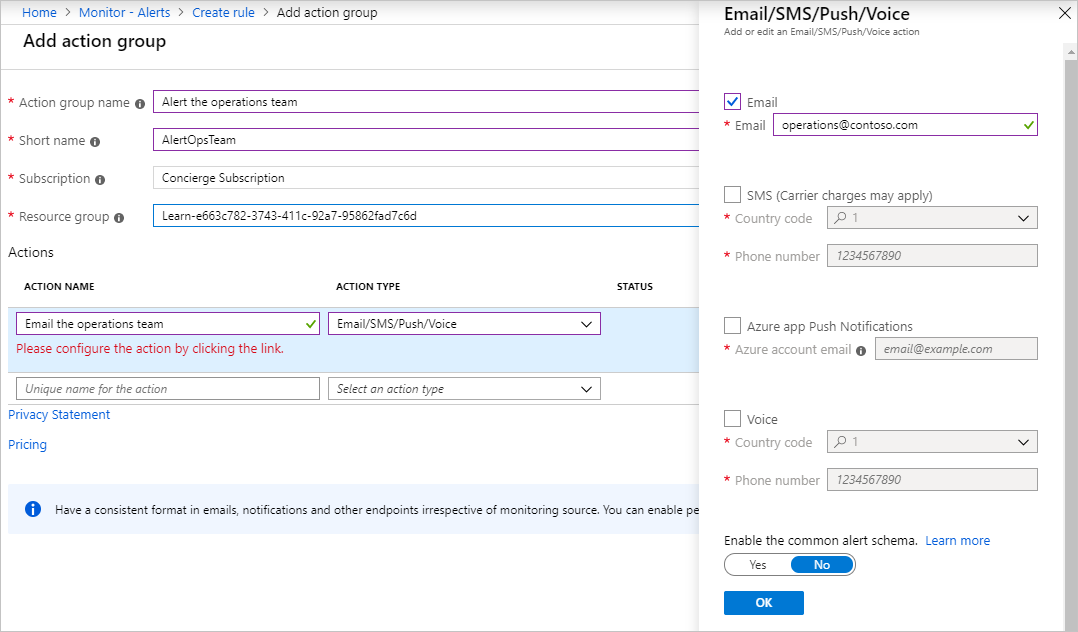 Home > Monitor - Alerts > Create rule > Add action group
Add action group
* Action group name Alert the operations team
* Short name AlertOpsTeam
* Subscription Concierge Subscription
* Resource group Learn-e663c782-3743-411c-92a7-95862fad7c6d
Actions
ACTION NAME ACTION TYPE STATUS
Email the operations team Email/SMS/Push/Voice
Please configure the action by clicking the link.
Unique name for the action Select an action type
Privacy Statement
Pricing
Have a consistent format in emails, notifications and other endpoints irrespective of monitoring source. You can enable pe
Email/SMS/Push/Voice
Add or edit an Email/SMS/Push/Voice action
Email
* Email operations@contoso.com
SMS (Carrier charges may apply)
* Country code 1
* Phone number 1234567890
Azure app Push Notifications
* Azure account email email@example.com
Voice
* Country code 1
* Phone number 1234567890
Enable the common alert schema. Learn more
Yes No
OK